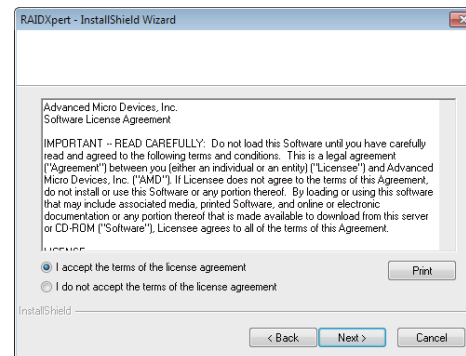 RAIDXpert - InstallShield Wizard
Advanced Micro Devices, Inc.
Software License Agreement
IMPORTANT -- READ CAREFULLY: Do not load this Software until you have carefully
read and agreed to the following terms and conditions. This is a legal agreement
("Agreement") between you (either an individual or an entity) ("Licensee") and Advanced
Micro Devices, Inc. ("AMD"). If Licensee does not agree to the terms of this Agreement,
do not install or use this Software or any portion thereof. By loading or using this software
that may include associated media, printed Software, and online or electronic
documentation or any portion thereof that is made available to download from this server
or CD-ROM ("Software"), Licensee agrees to all of the terms of this Agreement.
LICENSE
I accept the terms of the license agreement
Print
I do not accept the terms of the license agreement
InstallShield
< Back
Next >
Cancel